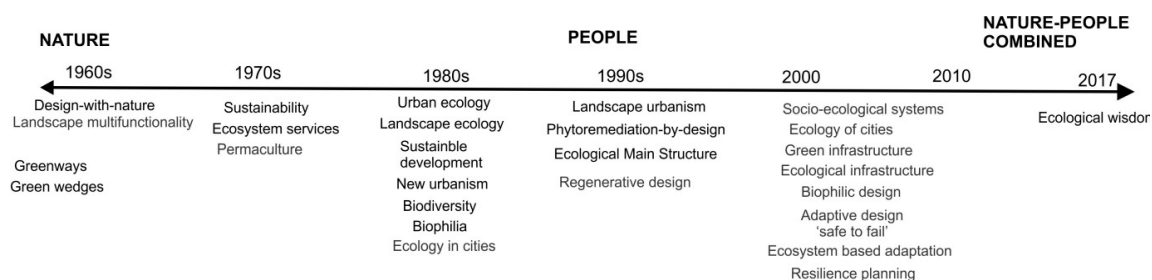 NATURE
PEOPLE
NATURE-PEOPLE
COMBINED
1960s
1970s
1980s
1990s
2000
2010
2017
Design-with-nature
Landscape multifunctionality
Greenways
Green wedges
Sustainability
Ecosystem services
Permaculture
Urban ecology
Landscape ecology
Sustainble
development
New urbanism
Biodiversity
Biophilia
Ecology in cities
Landscape urbanism
Phytoremediation-by-design
Ecological Main Structure
Regenerative design
Socio-ecological systems
Ecology of cities
Green infrastructure
Ecological infrastructure
Biophilic design
Adaptive design
‘safe to fail’
Ecosystem based adaptation
Resilience planning
Ecological wisdom